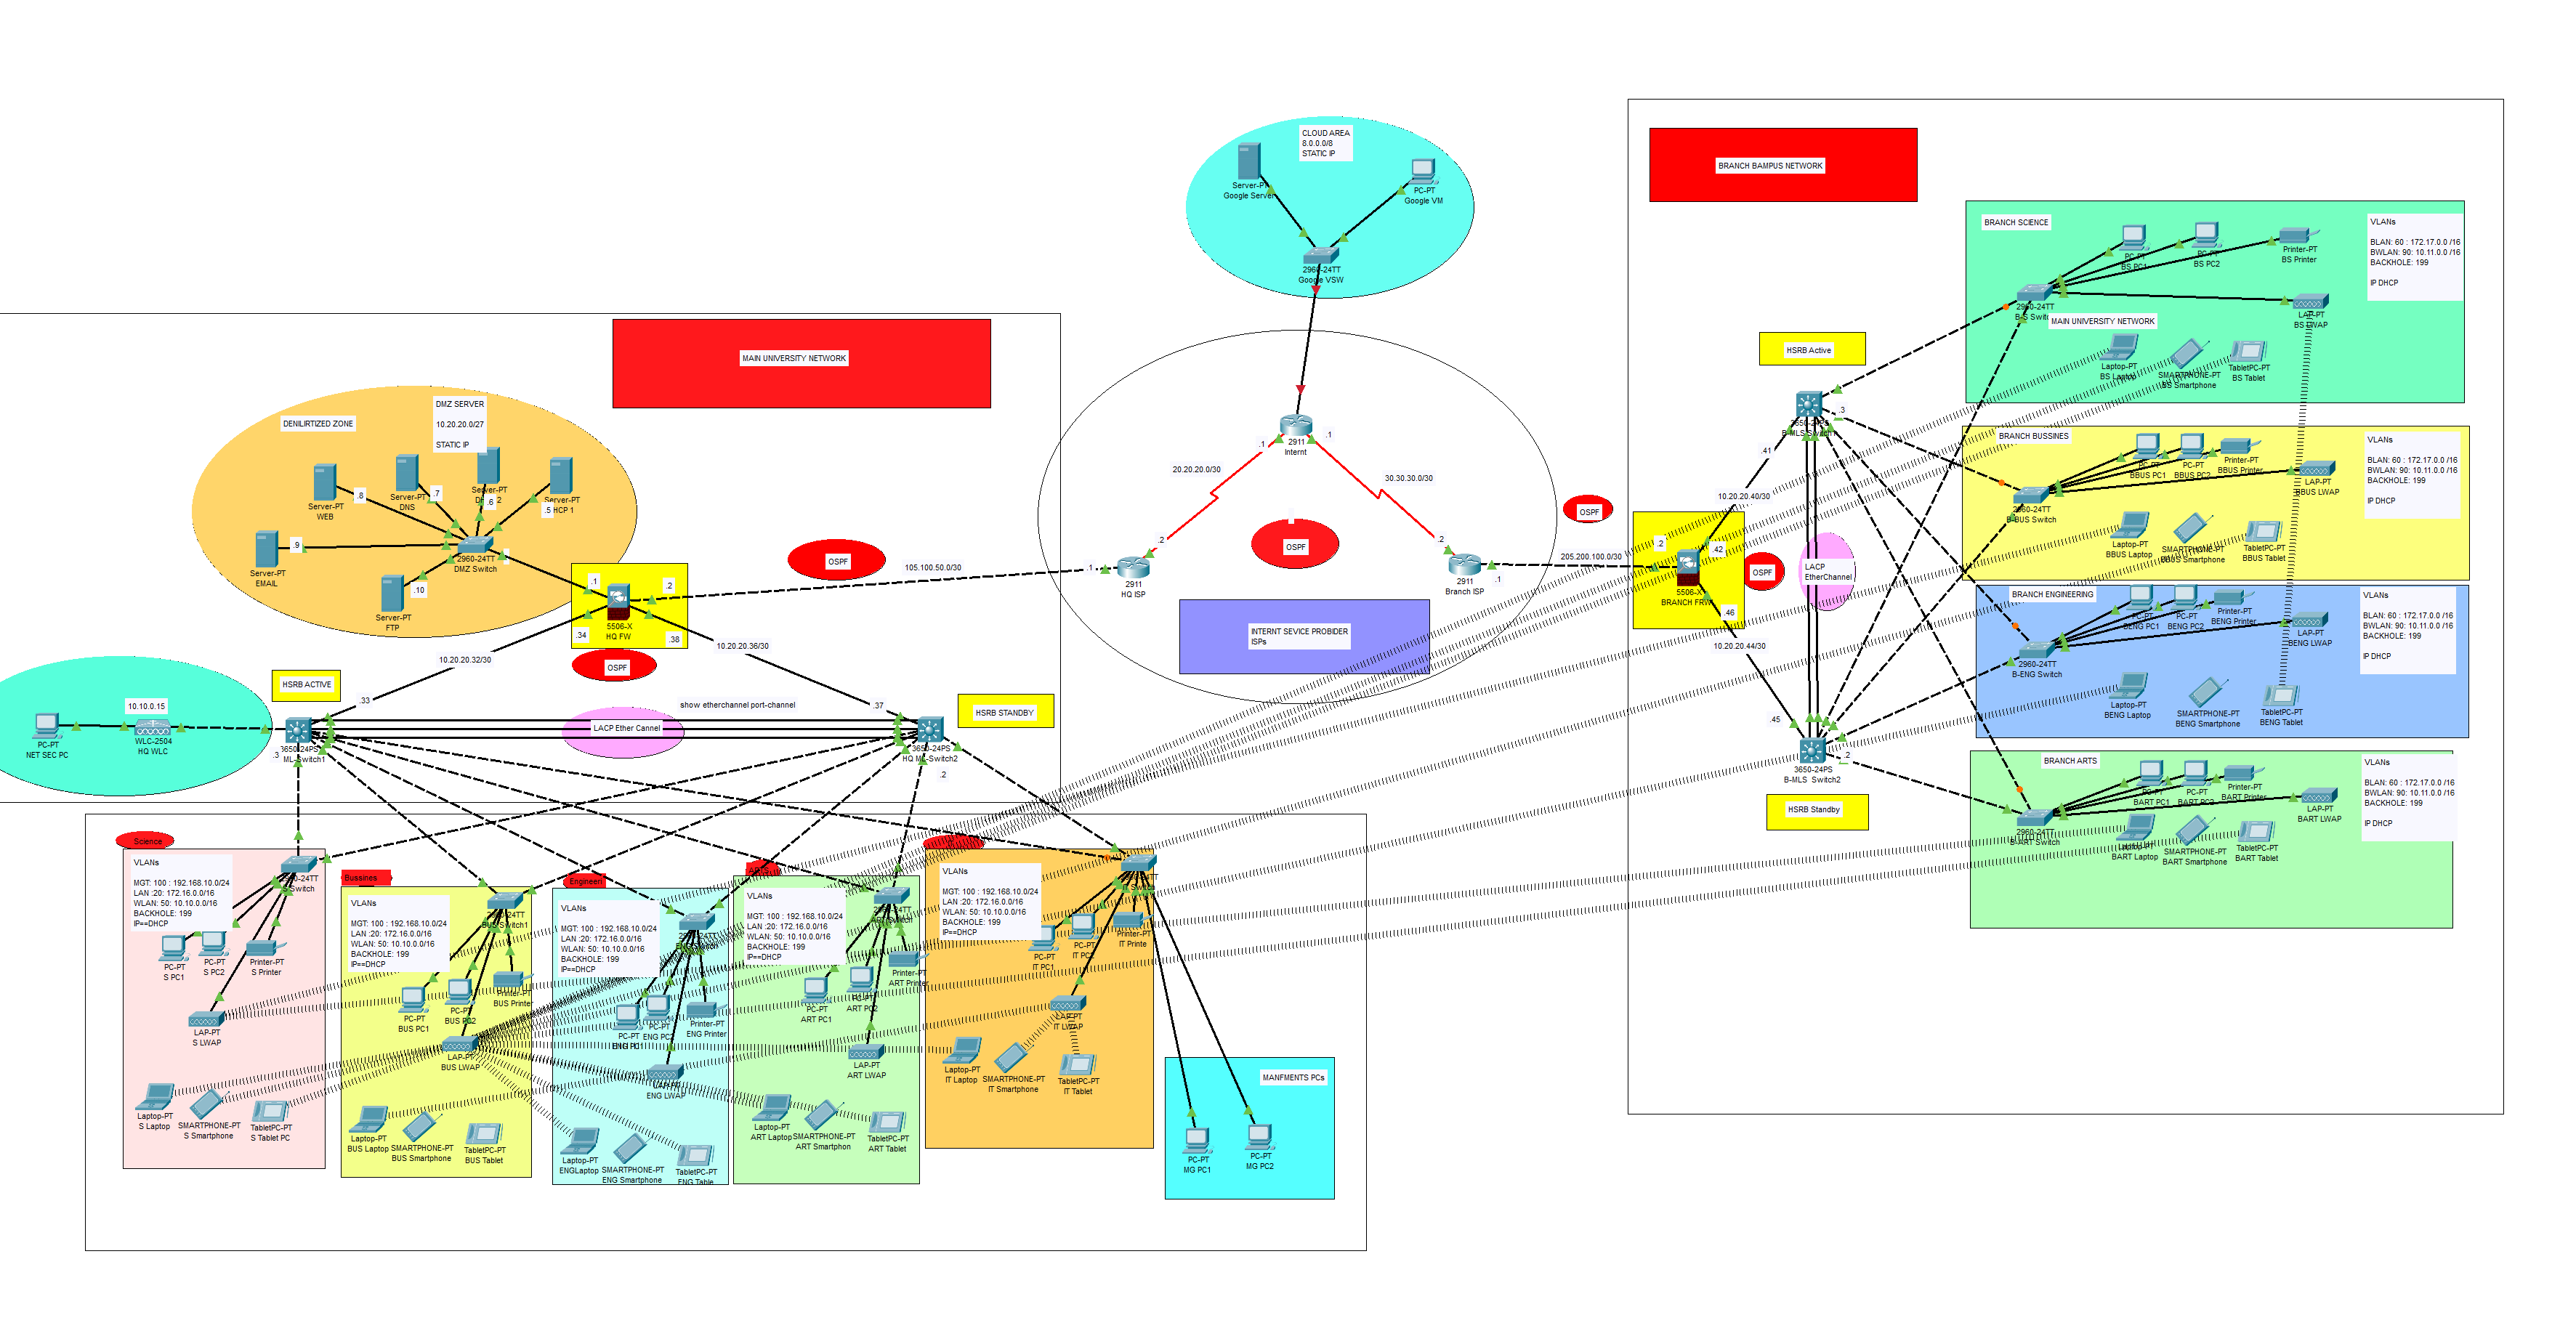 CLOUD AREA
8.0.0.0/8
STATIC IP
Server-PT
Google Server
PC-PT
Google VM
2960-24TT
Google VSW
MAIN UNIVERSITY NETWORK
DENILIRTIZED ZONE
DMZ SERVER
10.20.20.0/27
STATIC IP
Server-PT
WEB
.8
Server-PT
DNS
.7
.6
Server-PT
.5
Server-PT
EMAIL
.9
Server-PT
FTP
.10
2960-24TT
DMZ Switch
.1
.2
5506-X
HQ FW
.34
.38
OSPF
OSPF
105.100.50.0/30
.1
2911
HQ ISP
.2
20.20.20.0/30
.1
2911
Internt
.1
30.30.30.0/30
.2
2911
Branch ISP
.1
OSPF
INTERNT SEVICE PROBIDER
ISPs
OSPF
205.200.100.0/30
10.20.20.32/30
10.20.20.36/30
HSRB ACTIVE
.33
.37
show etherchannel port-channel
LACP Ether Cannel
HSRB STANDBY
10.10.0.15
PC-PT
NET SEC PC
WLC-2504
HQ WLC
3650-24PS
ML-Switch1
.3
3650-24PS
HQ ML-Switch2
.2
BRANCH BAMPUS NETWORK
HSRB Active
3650-24PS
B-MLS Switch1
.3
.41
10.20.20.40/30
.2
.42
5506-X
BRANCH FRW
.46
OSPF
LACP
EtherChannel
10.20.20.44/30
.45
3650-24PS
B-MLS Switch2
.2
HSRB Standby
BRANCH SCIENCE
PC-PT
BS PC1
PC-PT
BS PC2
Printer-PT
BS Printer
VLANs
BLAN: 60 : 172.17.0.0 /16
BWLAN: 90: 10.11.0.0 /16
BACKHOLE: 199
IP DHCP
2960-24TT
B-S Switch
MAIN UNIVERSITY NETWORK
LAP-PT
BS LWAP
Laptop-PT
BS Laptop
SMARTPHONE-PT
BS Smartphone
TabletPC-PT
BS Tablet
BRANCH BUSSINES
PC-PT
BBUS PC1
PC-PT
BBUS PC2
Printer-PT
BBUS Printer
VLANs
BLAN: 60 : 172.17.0.0 /16
BWLAN: 90: 10.11.0.0 /16
BACKHOLE: 199
IP DHCP
2960-24TT
B-BUS Switch
LAP-PT
BBUS LWAP
Laptop-PT
BBUS Laptop
SMARTPHONE-PT
BBUS Smartphone
TabletPC-PT
BBUS Tablet
BRANCH ENGINEERING
PC-PT
BENG PC1
PC-PT
BENG PC2
Printer-PT
BENG Printer
VLANs
BLAN: 60 : 172.17.0.0 /16
BWLAN: 90: 10.11.0.0 /16
BACKHOLE: 199
IP DHCP
2960-24TT
B-ENG Switch
LAP-PT
BENG LWAP
Laptop-PT
BENG Laptop
SMARTPHONE-PT
BENG Smartphone
TabletPC-PT
BENG Tablet
BRANCH ARTS
PC-PT
BART PC1
PC-PT
BART PC2
Printer-PT
BART Printer
VLANs
BLAN: 60 : 172.17.0.0 /16
BWLAN: 90: 10.11.0.0 /16
BACKHOLE: 199
IP DHCP
2960-24TT
B-ART Switch
LAP-PT
BART LWAP
Laptop-PT
BART Laptop
SMARTPHONE-PT
BART Smartphone
TabletPC-PT
BART Tablet
Science
VLANs
MGT: 100 : 192.168.10.0/24
LAN :20: 172.16.0.0/16
WLAN: 50: 10.10.0.0/16
BACKHOLE: 199
IP==DHCP
S Switch
PC-PT
S PC1
PC-PT
S PC2
Printer-PT
S Printer
LAP-PT
S LWAP
Laptop-PT
S Laptop
SMARTPHONE-PT
S Smartphone
TabletPC-PT
S Tablet PC
Bussines
VLANs
MGT: 100 : 192.168.10.0/24
LAN :20: 172.16.0.0/16
WLAN: 50: 10.10.0.0/16
BACKHOLE: 199
IP==DHCP
2960-24TT
BUS Switch1
PC-PT
BUS PC1
PC-PT
BUS PC2
Printer-PT
BUS Printer
LAP-PT
BUS LWAP
Laptop-PT
BUS Laptop
SMARTPHONE-PT
BUS Smartphone
TabletPC-PT
BUS Tablet
Engineeri
VLANs
MGT: 100 : 192.168.10.0/24
LAN :20: 172.16.0.0/16
WLAN: 50: 10.10.0.0/16
BACKHOLE: 199
IP==DHCP
PC-PT
ENG PC1
PC-PT
ENG PC2
Printer-PT
ENG Printer
LAP-PT
ENG LWAP
Laptop-PT
ENGLaptop
SMARTPHONE-PT
ENG Smartphone
TabletPC-PT
ENG Table
VLANs
MGT: 100 : 192.168.10.0/24
LAN :20: 172.16.0.0/16
WLAN: 50: 10.10.0.0/16
BACKHOLE: 199
IP==DHCP
PC-PT
ART PC1
PC-PT
ART PC2
Printer-PT
ART Printer
LAP-PT
ART LWAP
Laptop-PT
ART Laptop
SMARTPHONE-PT
ART Smartphon
TabletPC-PT
ART Tablet
VLANs
MGT: 100 : 192.168.10.0/24
LAN :20: 172.16.0.0/16
WLAN: 50: 10.10.0.0/16
BACKHOLE: 199
IP==DHCP
IT Switch
PC-PT
IT PC1
PC-PT
IT PC2
Printer-PT
IT Printe
LAP-PT
IT LWAP
Laptop-PT
IT Laptop
SMARTPHONE-PT
IT Smartphone
TabletPC-PT
IT Tablet
MANFMENTS PCs
PC-PT
MG PC1
PC-PT
MG PC2